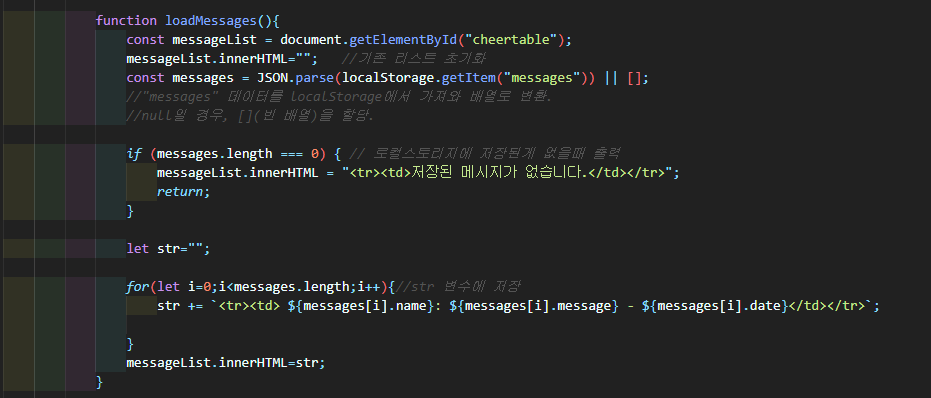 function loadMessages(){
const messageList = document.getElementById("cheertable");
messageList.innerHTML="";   //기존 리스트 초기화
const messages = JSON.parse(localStorage.getItem("messages")) || [];
//"messages" 데이터를 localStorage에서 가져와 배열로 변환.
//null일 경우, [](빈 배열)을 할당.
if (messages.length === 0) { // 로컬스토리지에 저장된게 없을때 출력
messageList.innerHTML = "<tr><td>저장된 메시지가 없습니다.</td></tr>";
return;
}
let str="";
for(let i=0;i<messages.length;i++){//str 변수에 저장
str += `<tr><td> ${messages[i].name}: ${messages[i].message} - ${messages[i].date}</td></tr>`;
}
messageList.innerHTML=str;
}